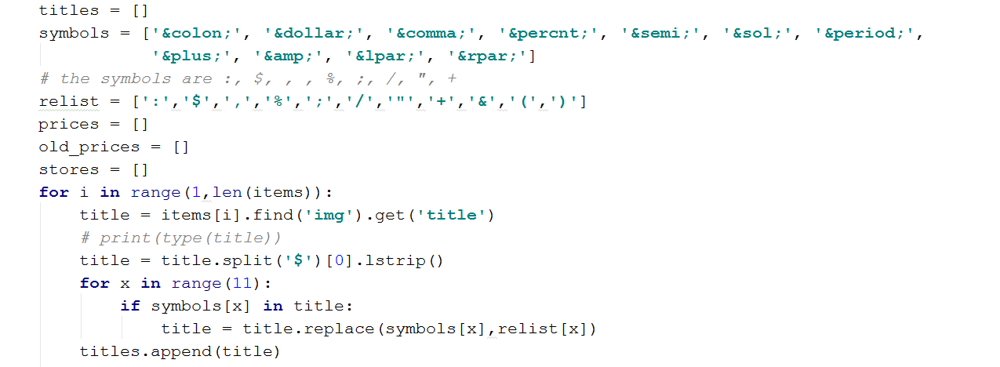 titles = []
symbols = ['&colon;', '&dollar;', '&comma;', '&percnt;', '&semi;', '&sol;', '&period;',
'&plus;', '&amp;', '&lpar;', '&rpar;']
# the symbols are :, $, , , %, ;, /, ", +
relist = [':','$',',','%',';','/','"','+','&','(',')']
prices = []
old_prices = []
stores = []
for i in range(1,len(items)):
title = items[i].find('img').get('title')
# print(type(title))
title = title.split('$')[0].lstrip()
for x in range(11):
if symbols[x] in title:
title = title.replace(symbols[x],relist[x])
titles.append(title)